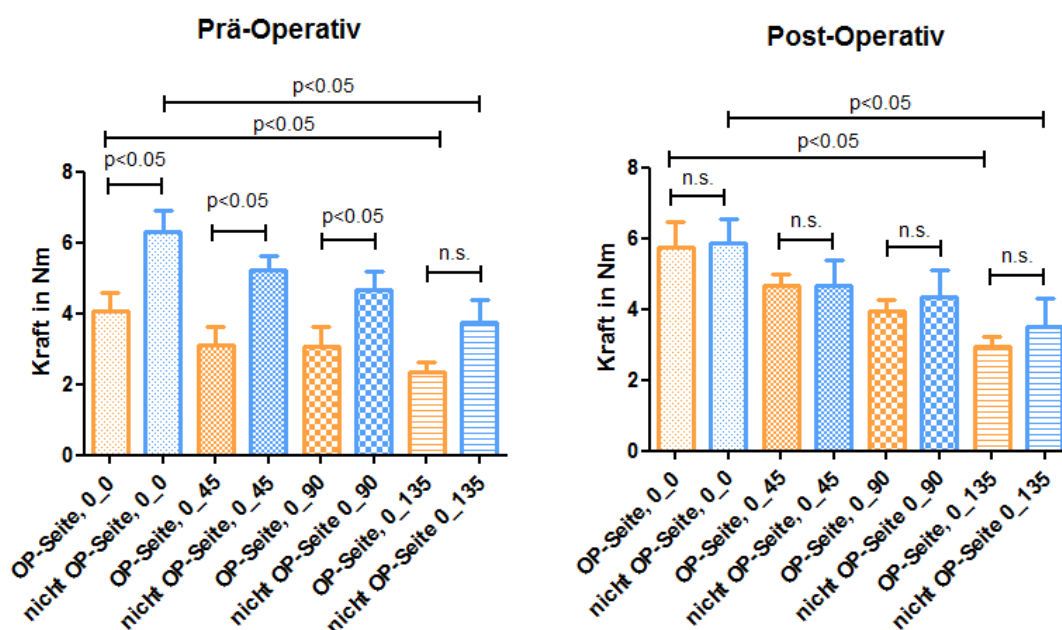 Prä-Operativ
p<0.05
p<0.05
p<0.05
p<0.05
p<0.05
n.s.
Kraft in Nm
8
6
4
2
0
OP-Seite, 0_0
nicht OP-Seite, 0_0
OP-Seite, 0_45
nicht OP-Seite, 0_45
OP-Seite, 0_90
nicht OP-Seite 0_90
OP-Seite, 0_135
nicht OP-Seite 0_135
Post-Operativ
p<0.05
p<0.05
n.s.
n.s.
n.s.
n.s.
Kraft in Nm
8
6
4
2
0
OP-Seite, 0_0
nicht OP-Seite, 0_0
OP-Seite, 0_45
nicht OP-Seite, 0_45
OP-Seite, 0_90
nicht OP-Seite 0_90
OP-Seite, 0_135
nicht OP-Seite 0_135